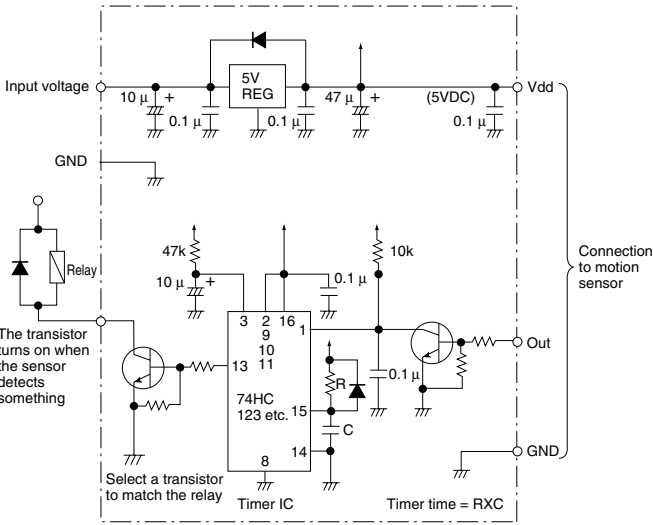 Input voltage
5V
REG
10 μ +
0.1 μ
0.1 μ
47 μ +
(5VDC)
0.1 μ
Vdd
GND
Connection
to motion
sensor
47k
10 μ +
0.1 μ
10k
Relay
3 2 16
9
10
11
1
13
74HC
123 etc.
15
14
8
R
C
0.1 μ
Out
GND
The transistor
turns on when
the sensor
detects
something
Select a transistor
to match the relay
Timer IC
Timer time = RXC